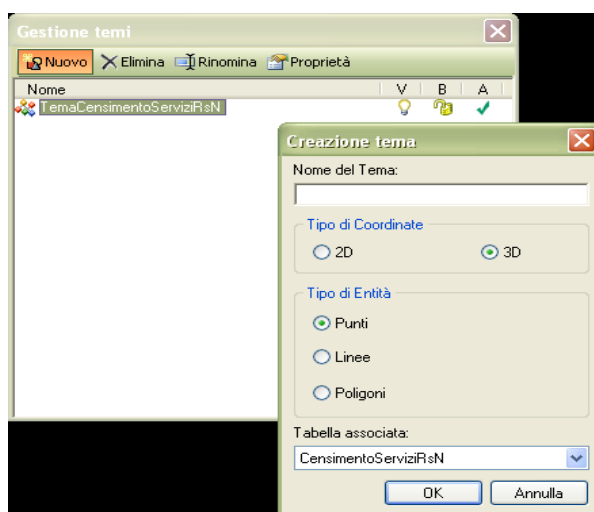 Gestione temi
Nuovo Elimina Rinomina Proprietà
Nome V B A
TemaCensimentoServiziRsN
Creazione tema
Nome del Tema:
Tipo di Coordinate
2D 3D
Tipo di Entità
Punti
Linee
Poligoni
Tabella associata:
CensimentoServiziRsN
OK Annulla